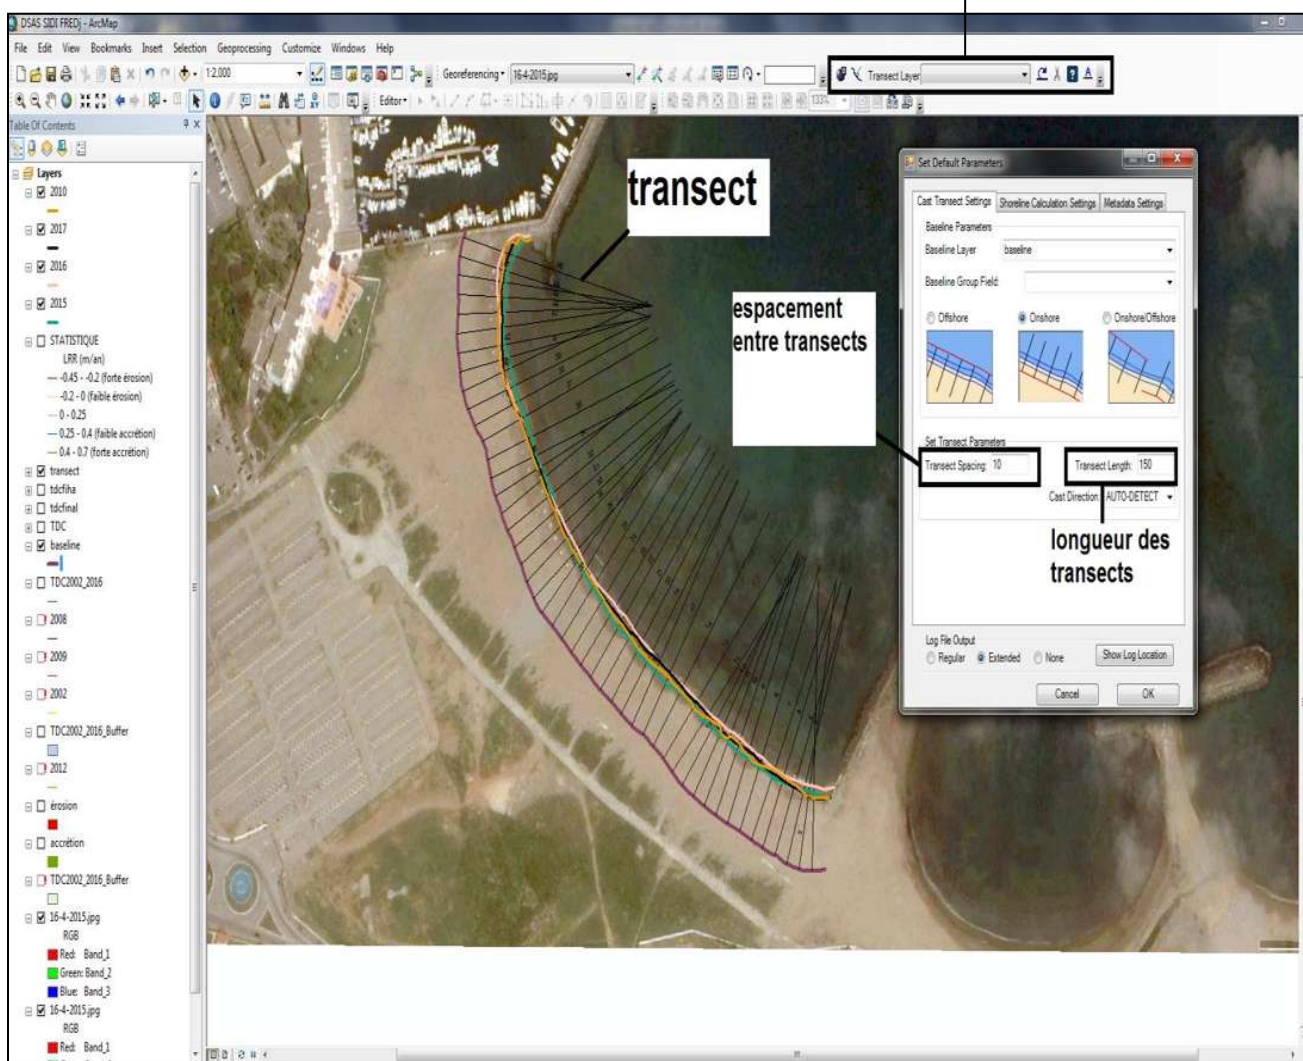 DSAS SIDI FREDj - ArcMap
File Edit View Bookmarks Insert Selection Geoprocessing Customize Windows Help
1:2.000 Georeferencing 16-4-2015.jpg Transect Layer
Editor 133%
Table Of Contents
Layers
2010
2017
2016
2015
STATISTIQUE
LRR (m/an)
-0.45 - -0.2 (forte érosion)
-0.2 - 0 (faible érosion)
0 - 0.25
0.25 - 0.4 (faible accrétion)
0.4 - 0.7 (forte accrétion)
transect
tdcfiha
tdcfinal
TDC
baseline
TDC2002_2016
2008
2009
2002
TDC2002_2016_Buffer
2012
érosion
accrétion
TDC2002_2016_Buffer
16-4-2015.jpg
RGB
Red: Band_1
Green: Band_2
Blue: Band_3
16-4-2015.jpg
RGB
Red: Band_1
transect
espacement
entre transects
Set Default Parameters
Cast Transect Settings Shoreline Calculation Settings Metadata Settings
Baseline Parameters
Baseline Layer baseline
Baseline Group Field:
Offshore Onshore Onshore/Offshore
Set Transect Parameters
Transect Spacing: 10 Transect Length: 150
Cast Direction: AUTO-DETECT
longueur des
transects
Log File Output
Regular Extended None Show Log Location
Cancel OK